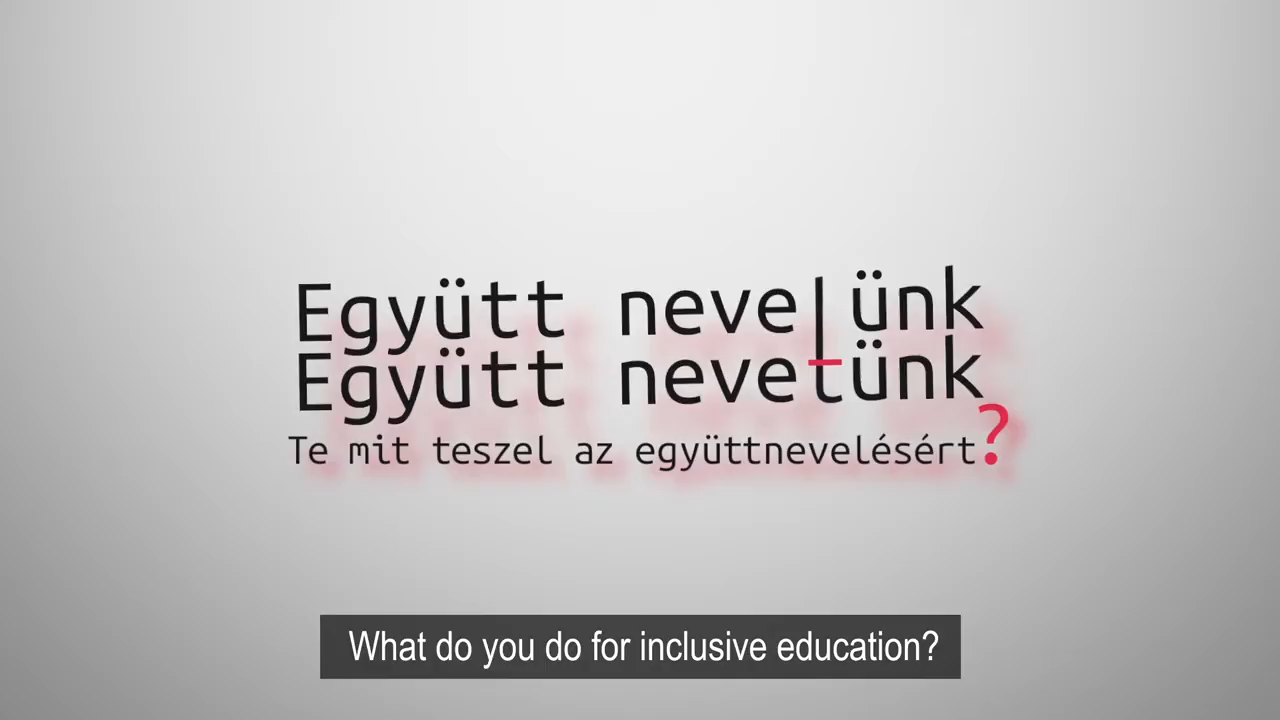 Együtt nevelünk
Együtt nevetünk
Te mit teszel az együttnevelésért?
What do you do for inclusive education?